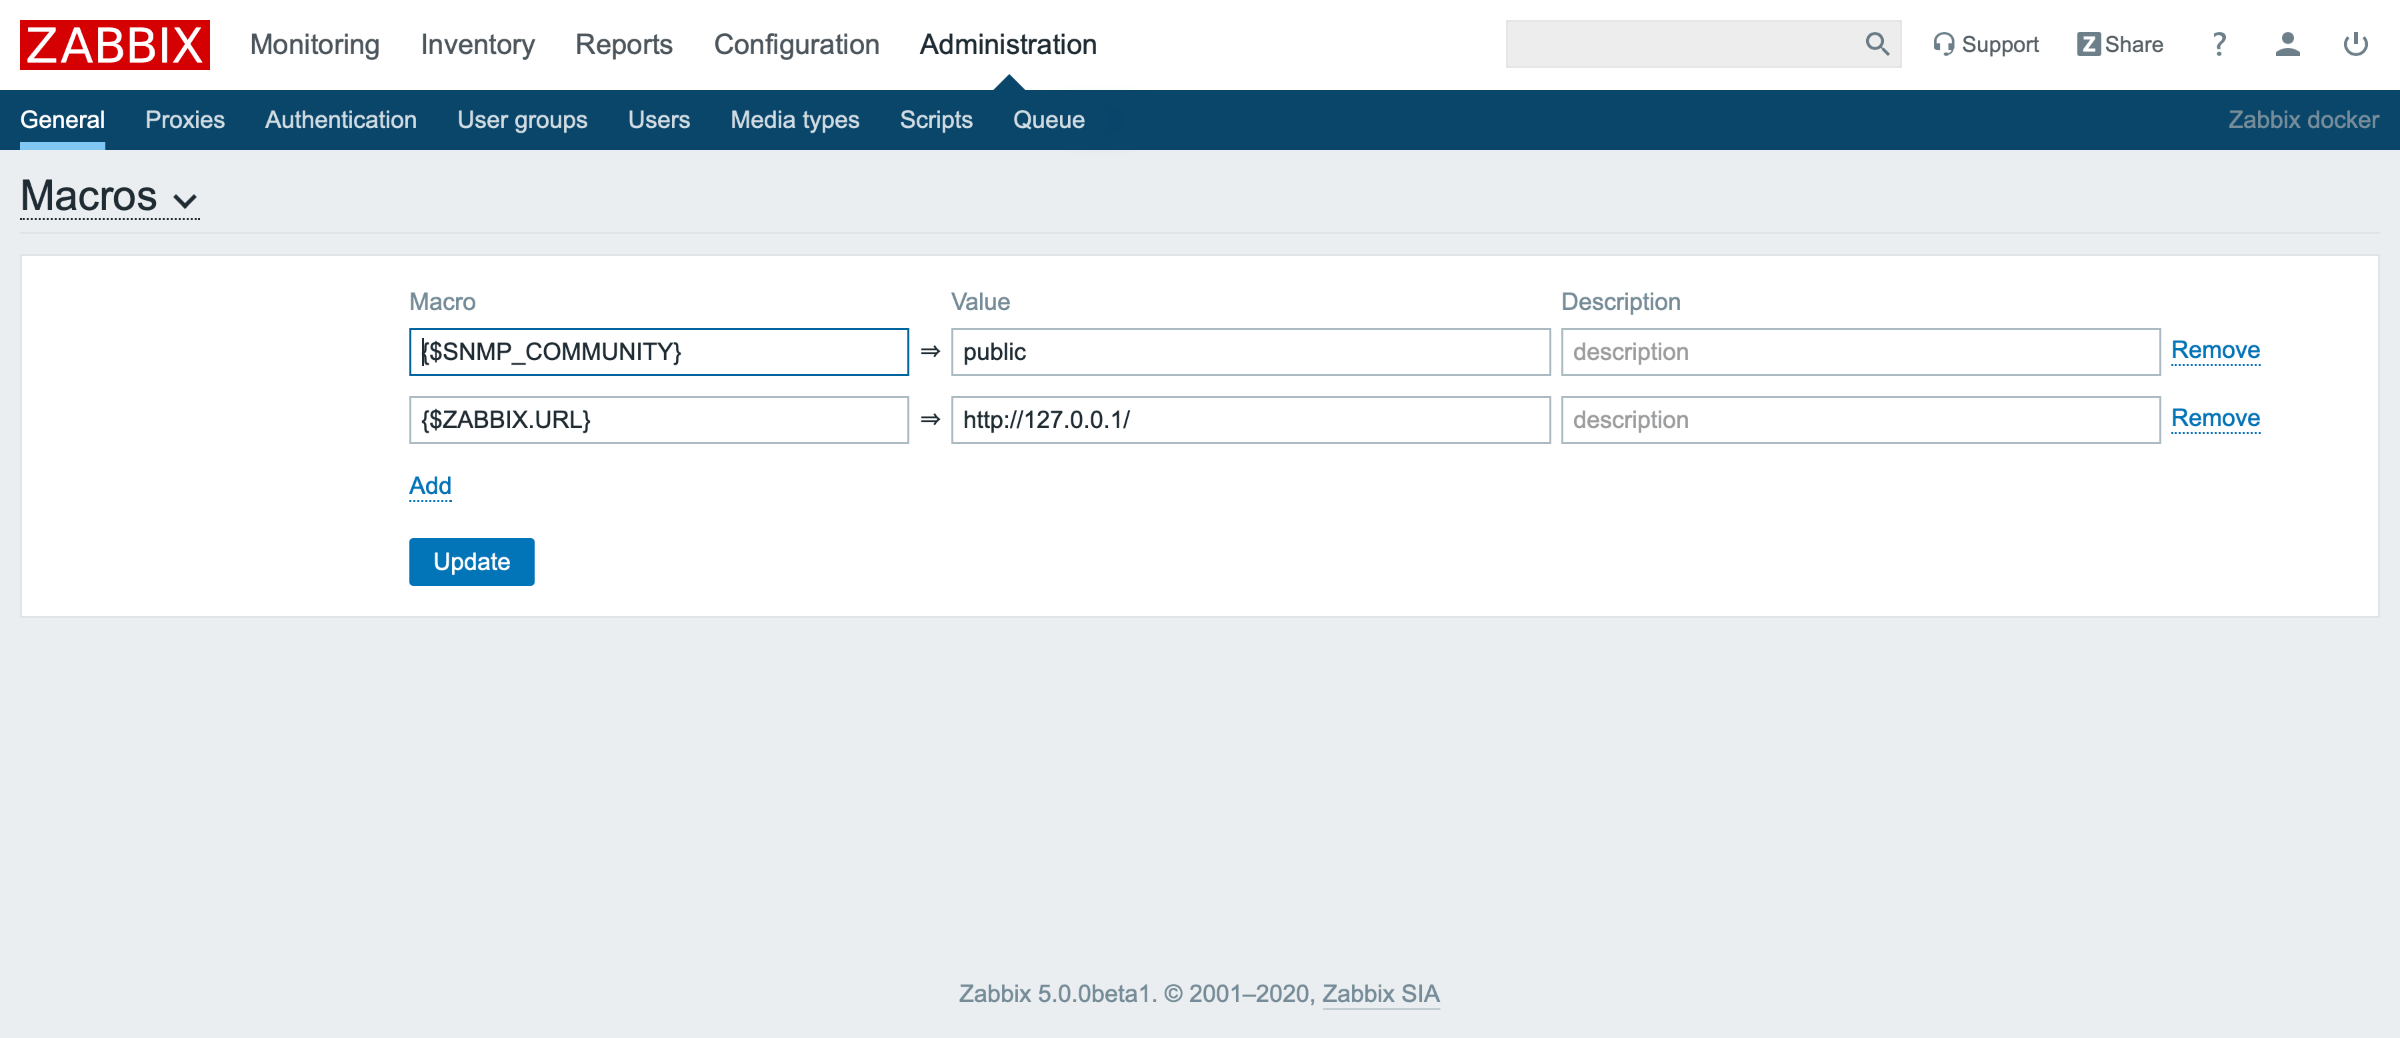 ZABBIX Monitoring Inventory Reports Configuration Administration Support Z Share ?
General Proxies Authentication User groups Users Media types Scripts Queue Zabbix docker
Macros
Macro Value Description
{$SNMP_COMMUNITY} ⇒ public description Remove
{$ZABBIX.URL} ⇒ http://127.0.0.1/ description Remove
Add
Update
Zabbix 5.0.0beta1. © 2001–2020, Zabbix SIA